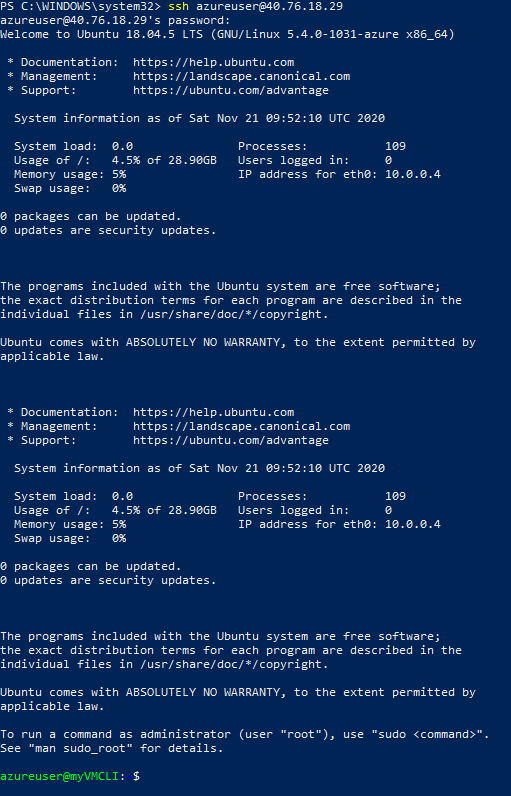 PS C:\WINDOWS\system32> ssh azureuser@40.76.18.29
azureuser@40.76.18.29's password:
Welcome to Ubuntu 18.04.5 LTS (GNU/Linux 5.4.0-1031-azure x86_64)
* Documentation:  https://help.ubuntu.com
* Management:     https://landscape.canonical.com
* Support:        https://ubuntu.com/advantage
System information as of Sat Nov 21 09:52:10 UTC 2020
System load:  0.0               Processes:           109
Usage of /:   4.5% of 28.90GB   Users logged in:     0
Memory usage: 5%                IP address for eth0: 10.0.0.4
Swap usage:   0%
0 packages can be updated.
0 updates are security updates.
The programs included with the Ubuntu system are free software;
the exact distribution terms for each program are described in the
individual files in /usr/share/doc/*/copyright.
Ubuntu comes with ABSOLUTELY NO WARRANTY, to the extent permitted by
applicable law.
* Documentation:  https://help.ubuntu.com
* Management:     https://landscape.canonical.com
* Support:        https://ubuntu.com/advantage
System information as of Sat Nov 21 09:52:10 UTC 2020
System load:  0.0               Processes:           109
Usage of /:   4.5% of 28.90GB   Users logged in:     0
Memory usage: 5%                IP address for eth0: 10.0.0.4
Swap usage:   0%
0 packages can be updated.
0 updates are security updates.
The programs included with the Ubuntu system are free software;
the exact distribution terms for each program are described in the
individual files in /usr/share/doc/*/copyright.
Ubuntu comes with ABSOLUTELY NO WARRANTY, to the extent permitted by
applicable law.
To run a command as administrator (user "root"), use "sudo <command>".
See "man sudo_root" for details.
azureuser@myVMCLI: $